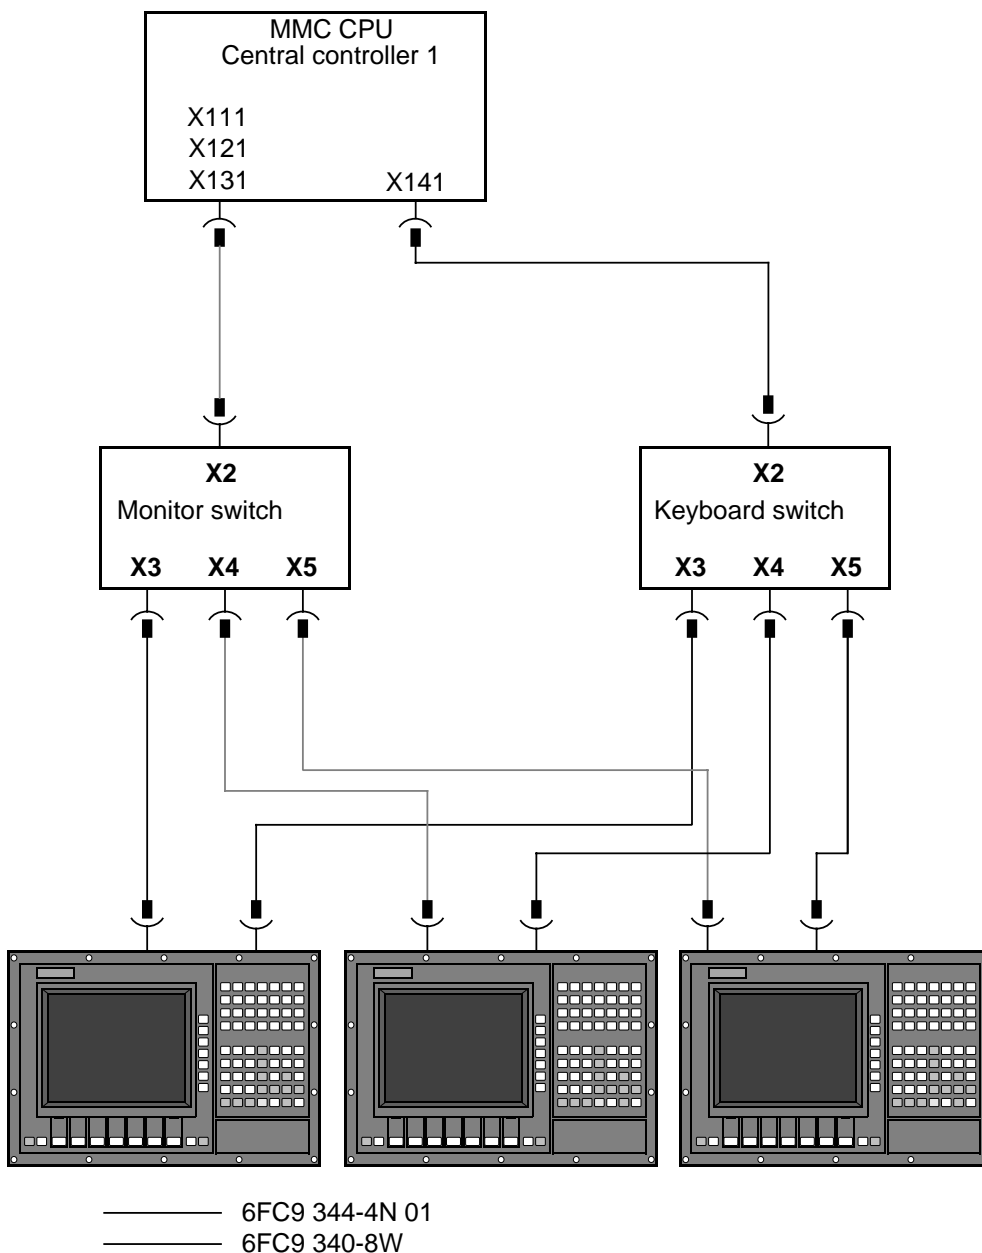 MMC CPU
Central controller 1
X111
X121
X131
X141
X2
Monitor switch
X3 X4 X5
X2
Keyboard switch
X3 X4 X5
6FC9 344-4N 01
6FC9 340-8W